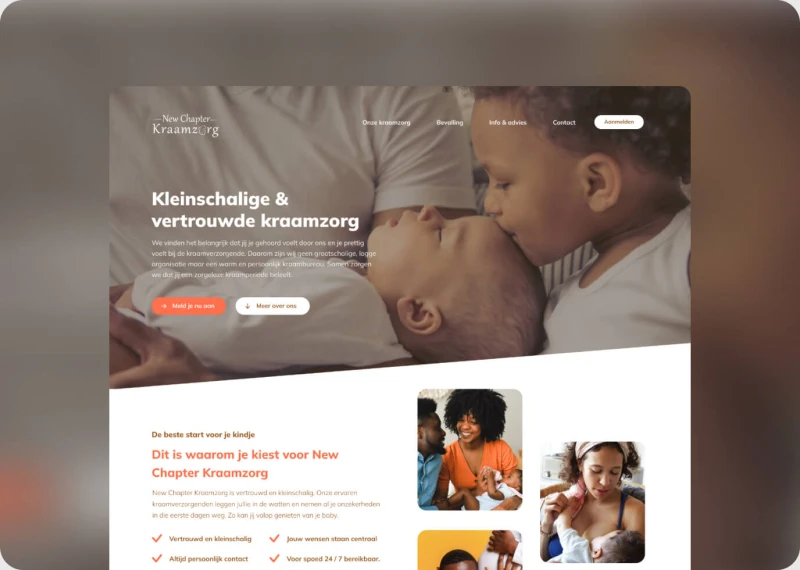 New Chapter
Kraamzorg
Onze kraamzorg
Bevalling
Info & advies
Contact
Aanmelden
Kleinschalige &
vertrouwde kraamzorg
We vinden het belangrijk dat jij je gehoord voelt door ons en je prettig
voelt bij de kraamverzorgende. Daarom zijn wij geen grootschalige, logge
organisatie maar een warm en persoonlijk kraambureau. Samen zorgen
we dat jij een zorgeloze kraamperiode beleeft.
Meld je nu aan
Meer over ons
De beste start voor je kindje
Dit is waarom je kiest voor New
Chapter Kraamzorg
New Chapter Kraamzorg is vertrouwd en kleinschalig. Onze ervaren
kraamverzorgenden leggen jullie in de watten en nemen al je onzekerheden
in die eerste dagen weg. Zo kan jij volop genieten van je baby.
Vertrouwd en kleinschalig
Jouw wensen staan centraal
Altijd persoonlijk contact
Voor spoed 24 / 7 bereikbaar.